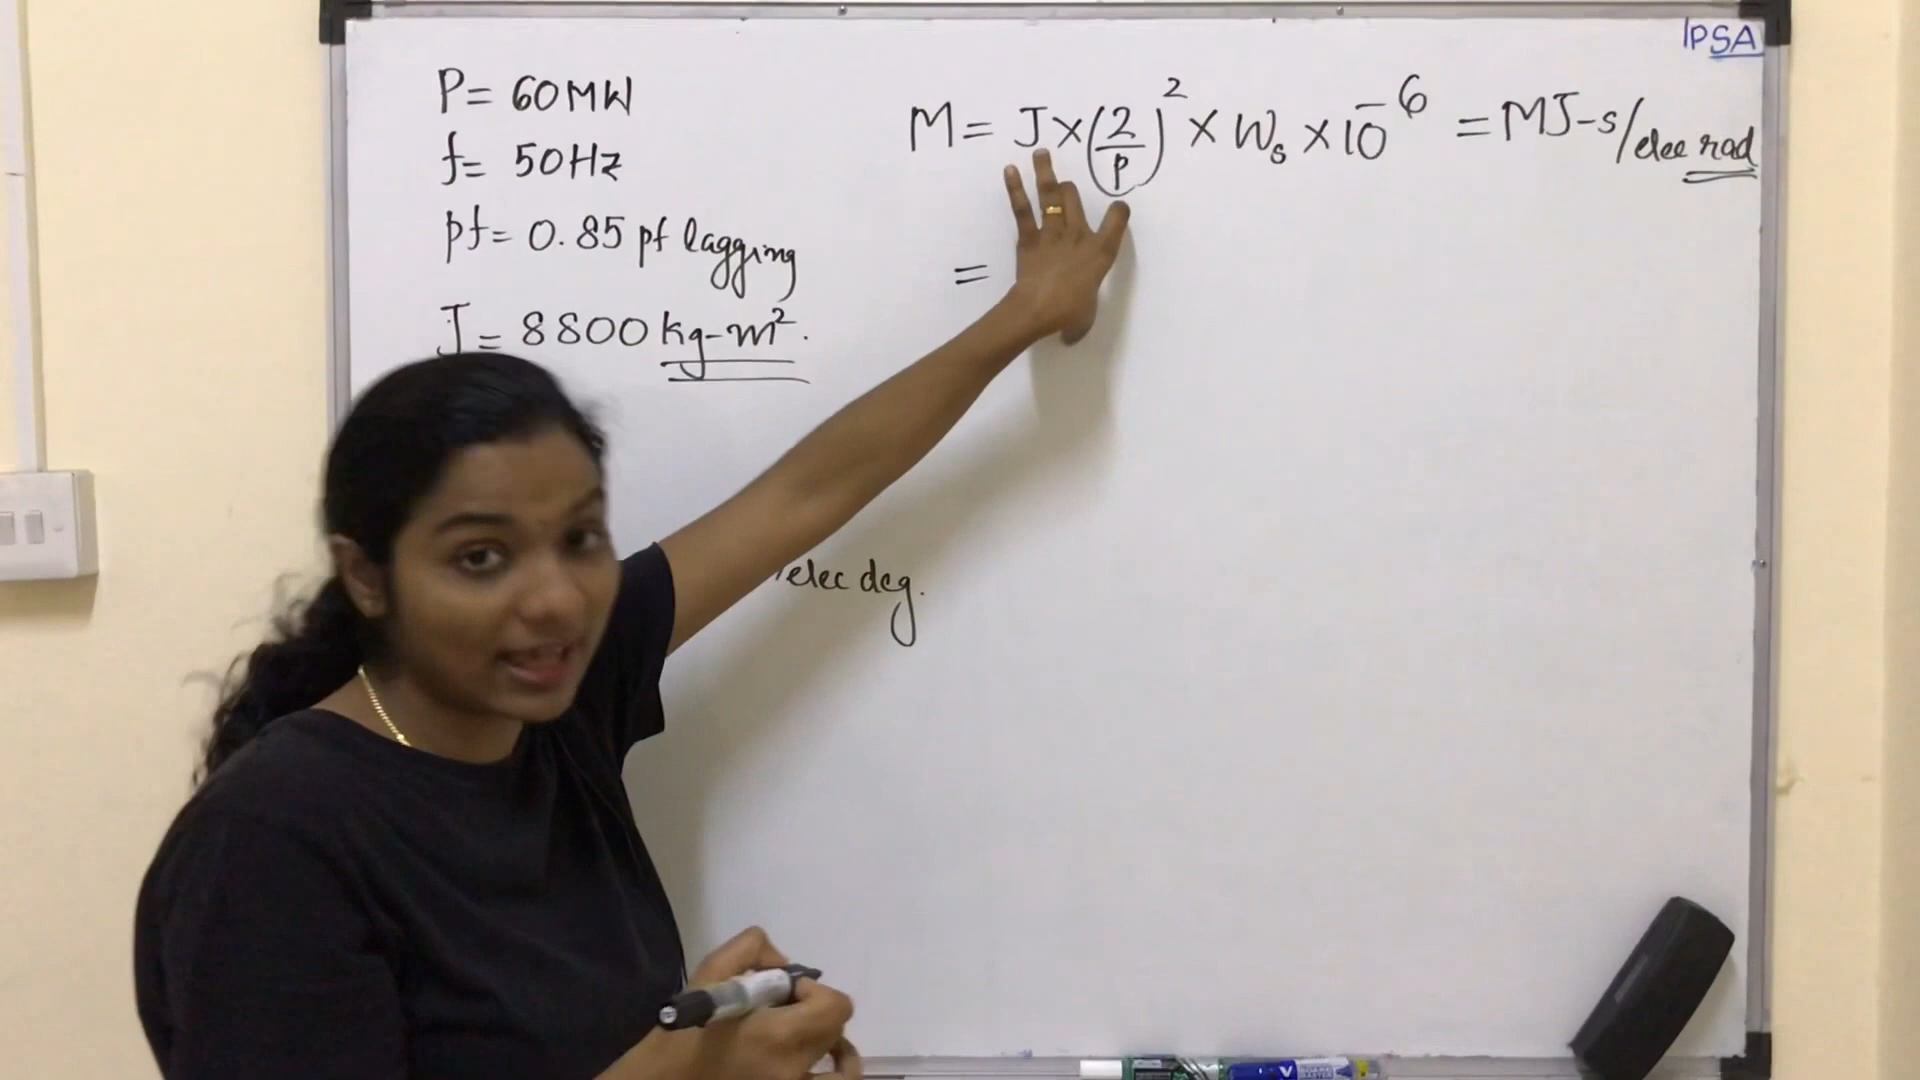 IPSA
P= 60MW
f= 50Hz
pf= 0.85 pf lagging
J= 8800 kg-m².
/elec deg.
M= J×(2/P)²× Ws ×10⁻⁶ = MJ-s/elec rad
=